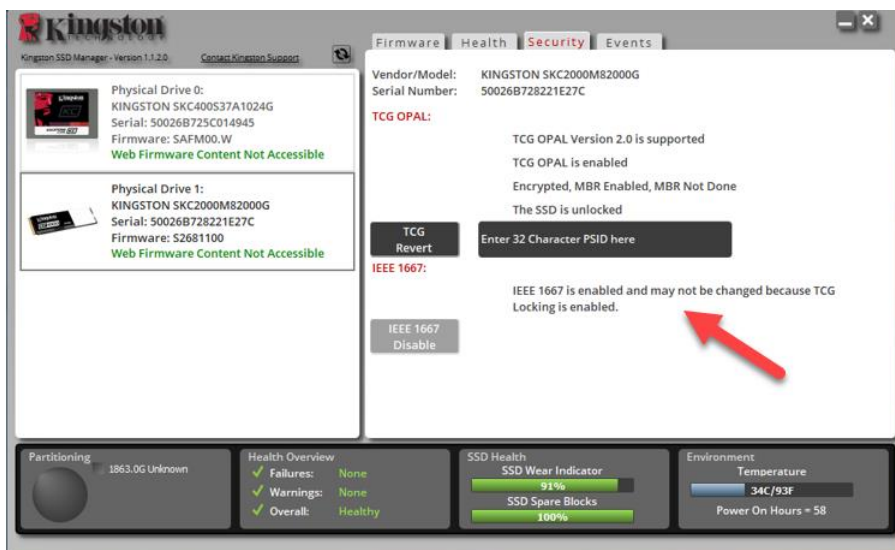 Kingston
TECHNOLOGY
Kingston SSD Manager - Version 1.1.2.0
Contact Kingston Support
Firmware
Health
Security
Events
Physical Drive 0:
KINGSTON SKC400S37A1024G
Serial: 50026B725C014945
Firmware: SAFM00.W
Web Firmware Content Not Accessible
Physical Drive 1:
KINGSTON SKC2000M82000G
Serial: 50026B728221E27C
Firmware: S2681100
Web Firmware Content Not Accessible
Vendor/Model: KINGSTON SKC2000M82000G
Serial Number: 50026B728221E27C
TCG OPAL:
TCG OPAL Version 2.0 is supported
TCG OPAL is enabled
Encrypted, MBR Enabled, MBR Not Done
The SSD is unlocked
TCG
Revert
Enter 32 Character PSID here
IEEE 1667:
IEEE 1667 is enabled and may not be changed because TCG
Locking is enabled.
IEEE 1667
Disable
Partitioning
1863.0G Unknown
Health Overview
Failures: None
Warnings: None
Overall: Healthy
SSD Health
SSD Wear Indicator
91%
SSD Spare Blocks
100%
Environment
Temperature
34C/93F
Power On Hours = 58